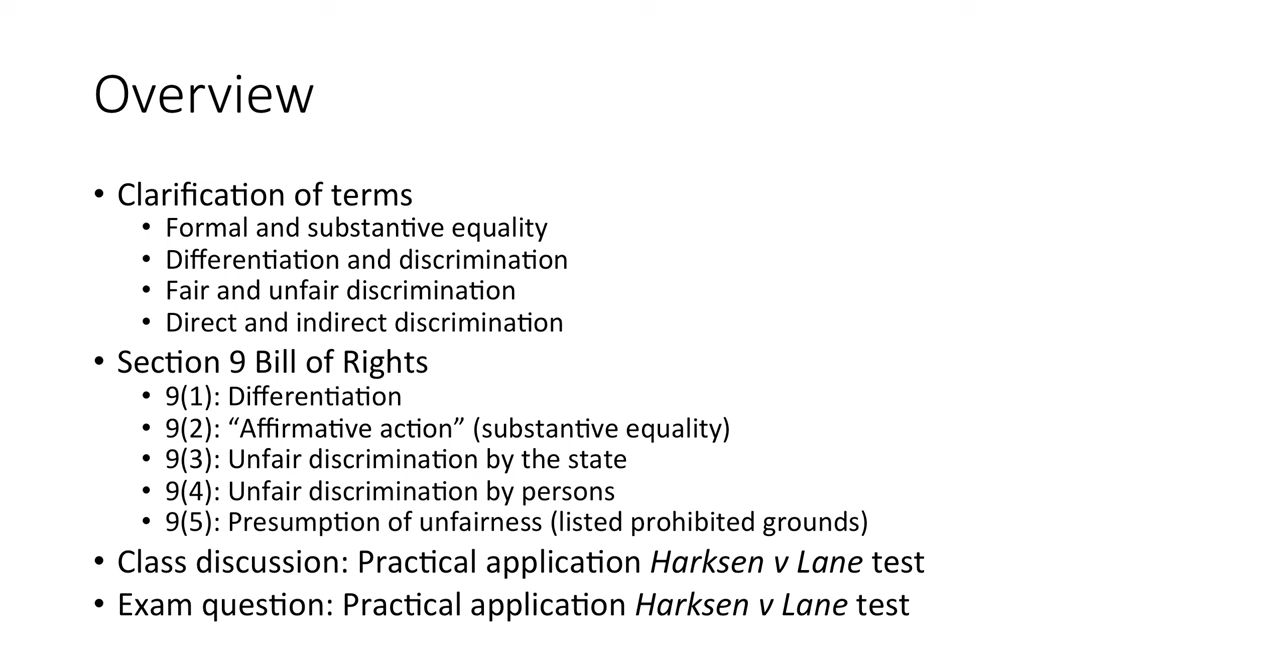 Overview
• Clarification of terms
• Formal and substantive equality
• Differentiation and discrimination
• Fair and unfair discrimination
• Direct and indirect discrimination
• Section 9 Bill of Rights
• 9(1): Differentiation
• 9(2): “Affirmative action” (substantive equality)
• 9(3): Unfair discrimination by the state
• 9(4): Unfair discrimination by persons
• 9(5): Presumption of unfairness (listed prohibited grounds)
• Class discussion: Practical application Harksen v Lane test
• Exam question: Practical application Harksen v Lane test